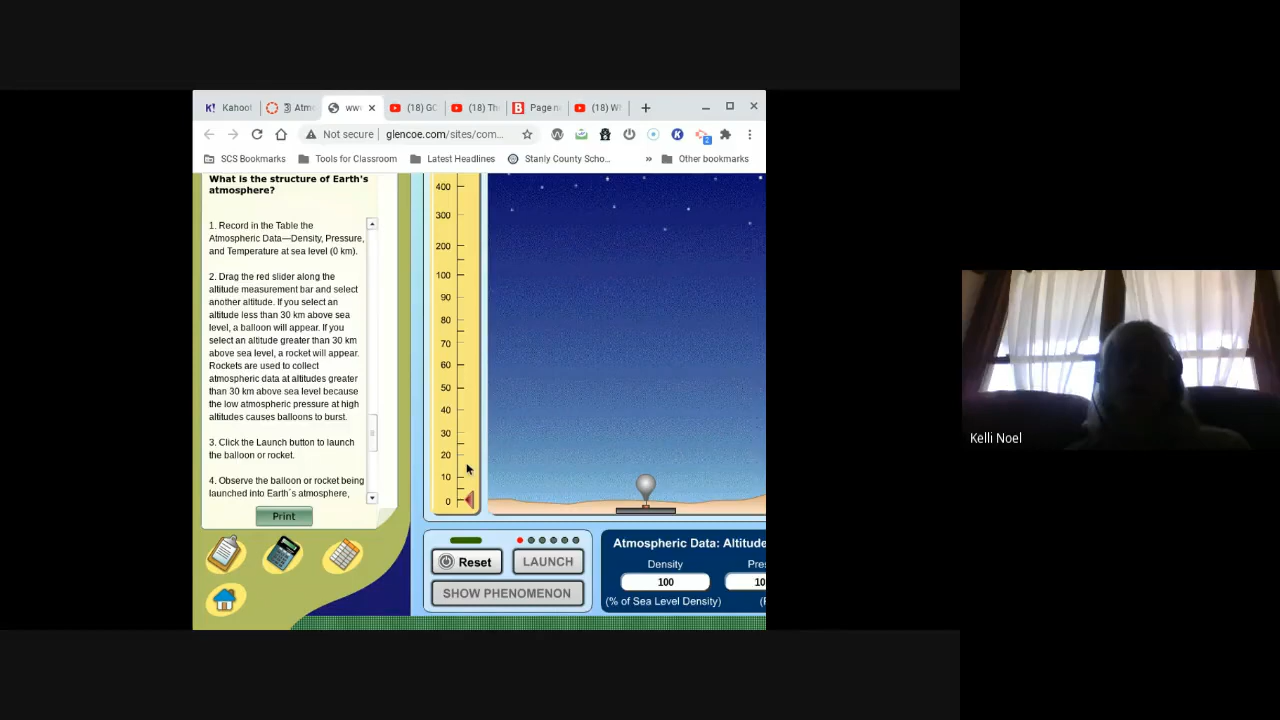 Kahoot
Atmo
www
(18) GC
(18) Th
Page n
(18) W
Not secure
glencoe.com/sites/com...
SCS Bookmarks
Tools for Classroom
Latest Headlines
Stanly County Scho...
»
Other bookmarks
What is the structure of Earth's
atmosphere?
1. Record in the Table the
Atmospheric Data—Density, Pressure,
and Temperature at sea level (0 km).
2. Drag the red slider along the
altitude measurement bar and select
another altitude. If you select an
altitude less than 30 km above sea
level, a balloon will appear. If you
select an altitude greater than 30 km
above sea level, a rocket will appear.
Rockets are used to collect
atmospheric data at altitudes greater
than 30 km above sea level because
the low atmospheric pressure at high
altitudes causes balloons to burst.
3. Click the Launch button to launch
the balloon or rocket.
4. Observe the balloon or rocket being
launched into Earth´s atmosphere,
Print
400
300
200
100
90
80
70
60
50
40
30
20
10
0
Reset
LAUNCH
SHOW PHENOMENON
Atmospheric Data: Altitude
Density
Pres
100
10
(% of Sea Level Density)
Kelli Noel